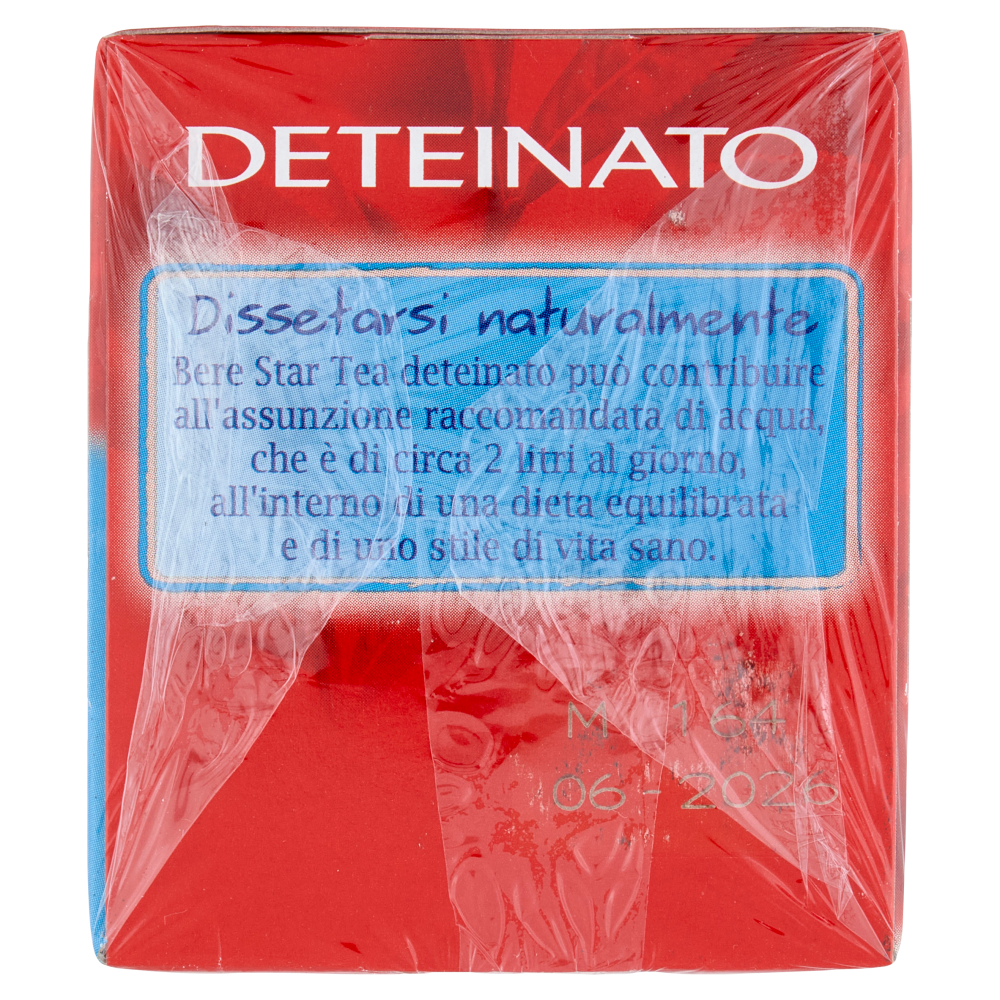 DETEINATO
Dissetarsi naturalmente
Bere Star Tea deteinato può contribuire
all'assunzione raccomandata di acqua,
che è di circa 2 litri al giorno,
all'interno di una dieta equilibrata
e di uno stile di vita sano.
M 164
06 - 2026